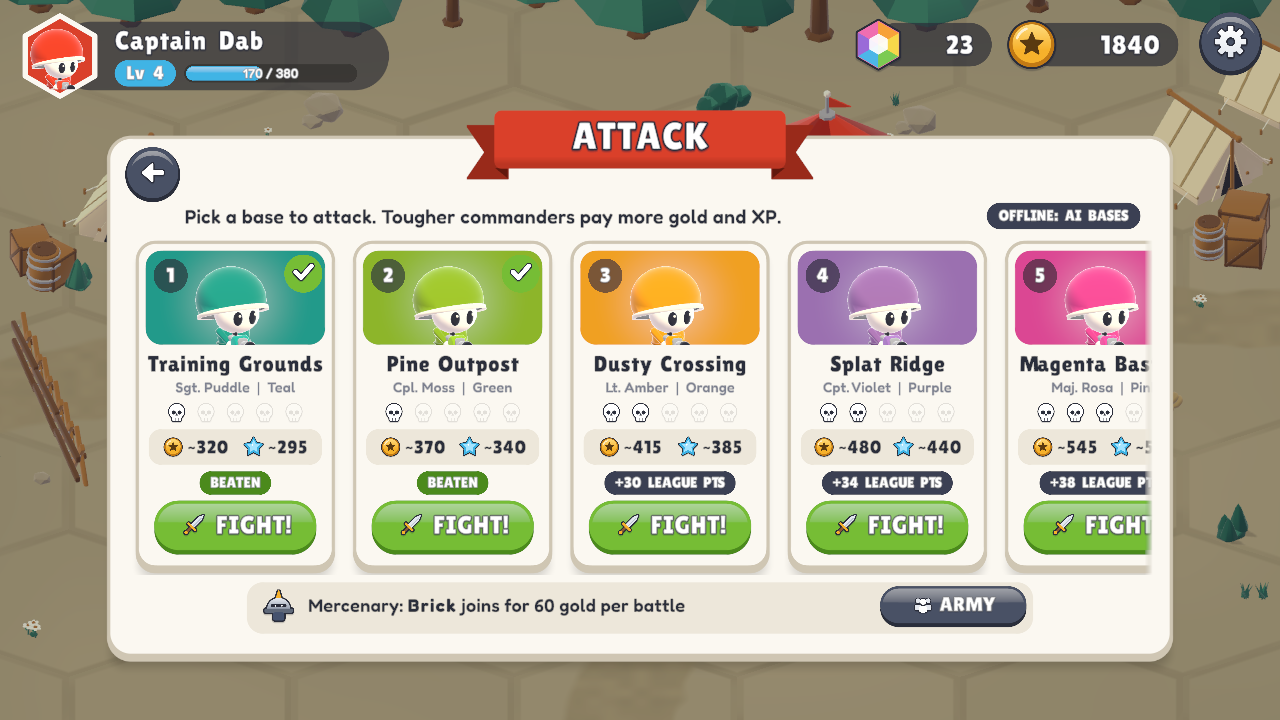 Captain Dab
Lv 4
170 / 380
23
1840
ATTACK
Pick a base to attack. Tougher commanders pay more gold and XP.
OFFLINE: AI BASES
1
Training Grounds
Sgt. Puddle | Teal
~320 ~295
BEATEN
FIGHT!
2
Pine Outpost
Cpl. Moss | Green
~370 ~340
BEATEN
FIGHT!
3
Dusty Crossing
Lt. Amber | Orange
~415 ~385
+30 LEAGUE PTS
FIGHT!
4
Splat Ridge
Cpt. Violet | Purple
~480 ~440
+34 LEAGUE PTS
FIGHT!
5
Magenta Bas
Maj. Rosa | Pin
~545 ~5
+38 LEAGUE P
FIGHT
Mercenary: Brick joins for 60 gold per battle
ARMY